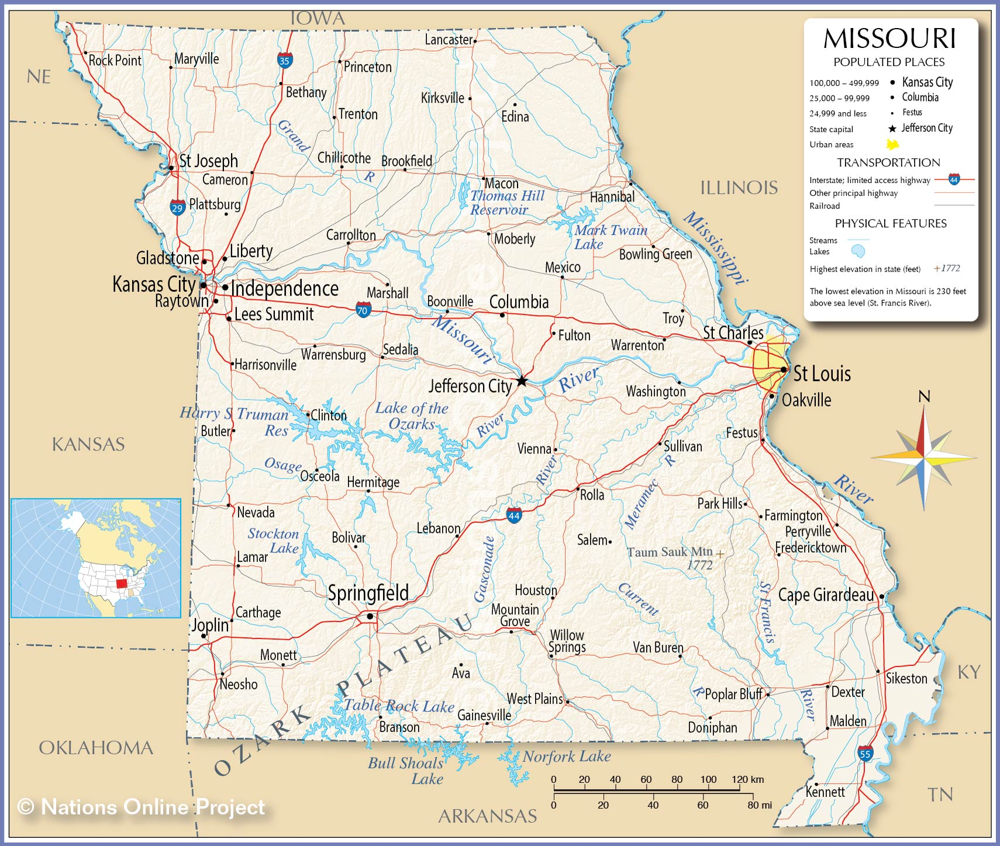 IOWA
NE
ILLINOIS
KANSAS
OKLAHOMA
ARKANSAS
KY
TN
MISSOURI
POPULATED PLACES
100,000 – 499,999 Kansas City
25,000 – 99,999 Columbia
24,999 and less Festus
State capital Jefferson City
Urban areas
TRANSPORTATION
Interstate; limited access highway 44
Other principal highway
Railroad
PHYSICAL FEATURES
Streams
Lakes
Highest elevation in state (feet) +1772
The lowest elevation in Missouri is 230 feet
above sea level (St. Francis River).
N
Rock Point
Maryville
35
Bethany
Princeton
Lancaster
Kirksville
Edina
Trenton
Grand
R
St Joseph
Cameron
Chillicothe
Brookfield
Macon
Thomas Hill
Reservoir
Hannibal
29
Plattsburg
Mark Twain
Lake
Mississippi
Carrollton
Moberly
Bowling Green
Gladstone
Liberty
Mexico
Kansas City
Independence
Raytown
Lees Summit
Marshall
70
Boonville
Columbia
Missouri
Troy
St Charles
Fulton
Warrenton
Warrensburg
Sedalia
Harrisonville
Jefferson City
River
Washington
St Louis
Oakville
Harry S Truman
Res
Clinton
Lake of the
Ozarks
River
Butler
Vienna
Sullivan
Festus
R
Osage
Osceola
Hermitage
River
Rolla
Meramec
River
Park Hills
Nevada
44
Farmington
Perryville
Lebanon
Stockton
Lake
Bolivar
Salem
Fredericktown
Taum Sauk Mtn
1772
Lamar
Gasconade
Springfield
Houston
Current
St Francis
Cape Girardeau
Carthage
Mountain
Grove
Joplin
Willow
Springs
Van Buren
Monett
OZARK PLATEAU
Ava
Neosho
Sikeston
West Plains
R
Poplar Bluff
Dexter
River
Table Rock Lake
Gainesville
Branson
Malden
Doniphan
55
Bull Shoals
Lake
Norfork Lake
Kennett
0 20 40 60 80 100 120 km
0 20 40 60 80 mi
© Nations Online Project